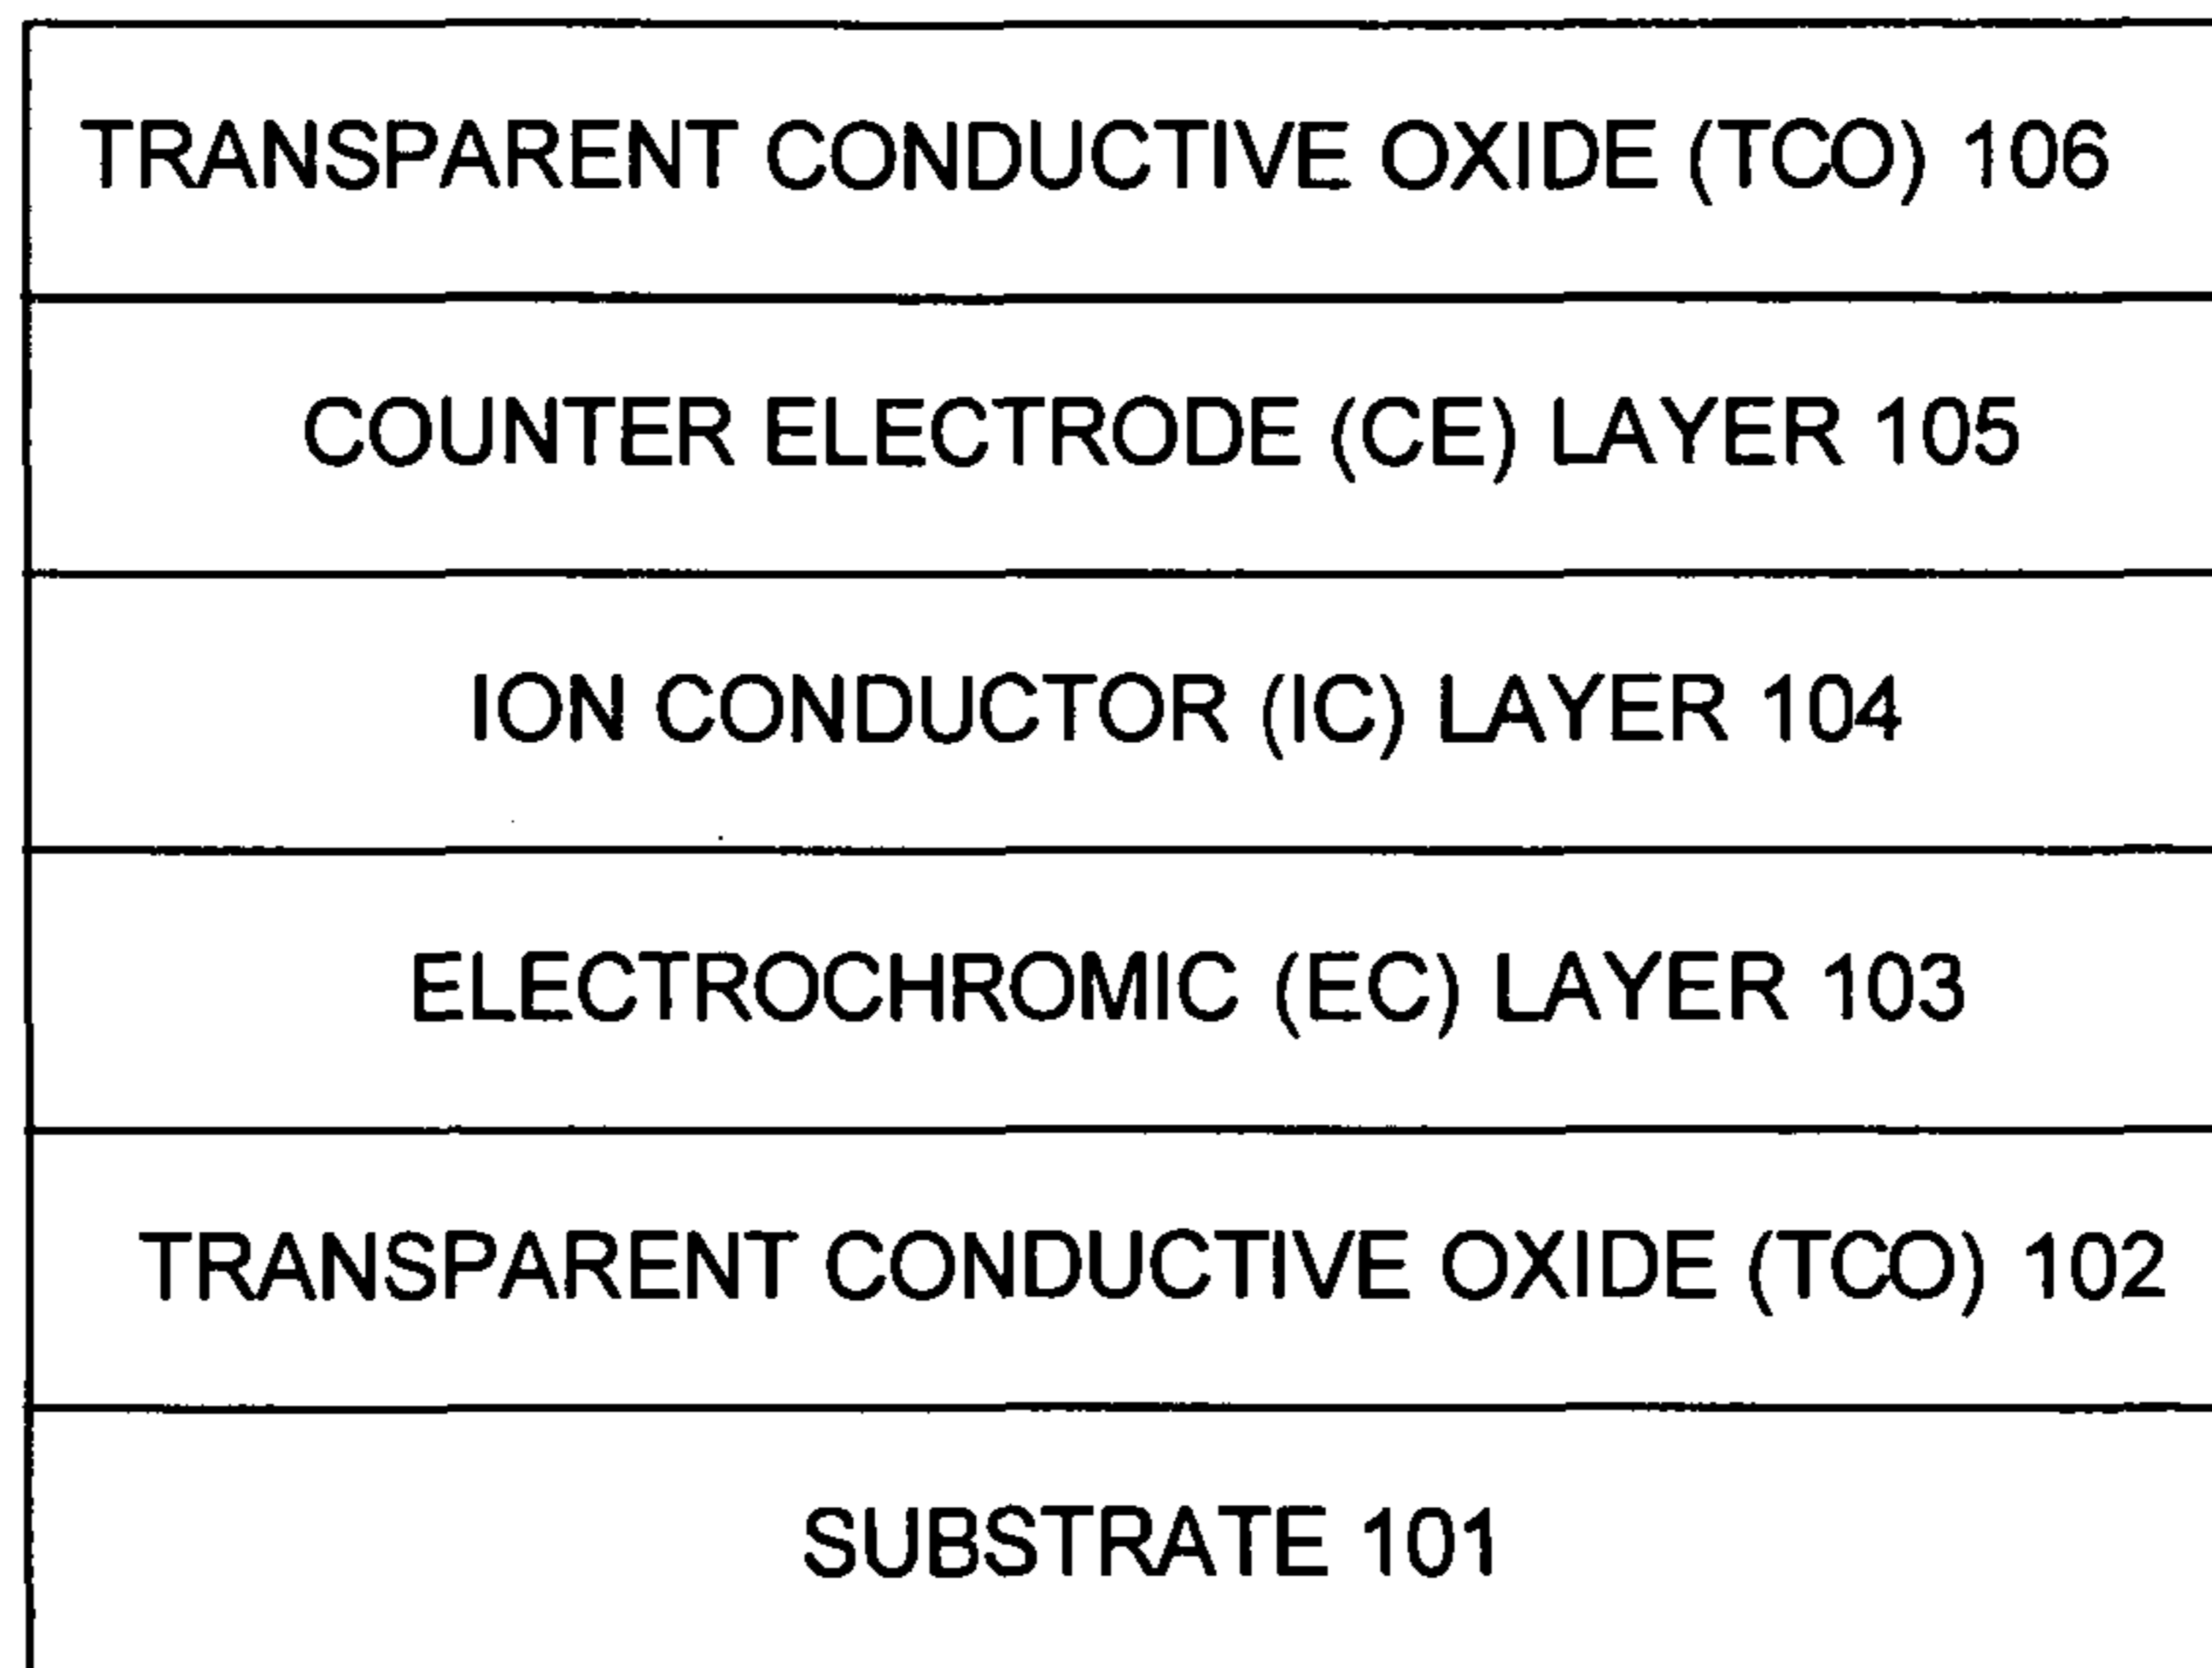 TRANSPARENT CONDUCTIVE OXIDE (TCO) 106
COUNTER ELECTRODE (CE) LAYER 105
ION CONDUCTOR (IC) LAYER 104
ELECTROCHROMIC (EC) LAYER 103
TRANSPARENT CONDUCTIVE OXIDE (TCO) 102
SUBSTRATE 101